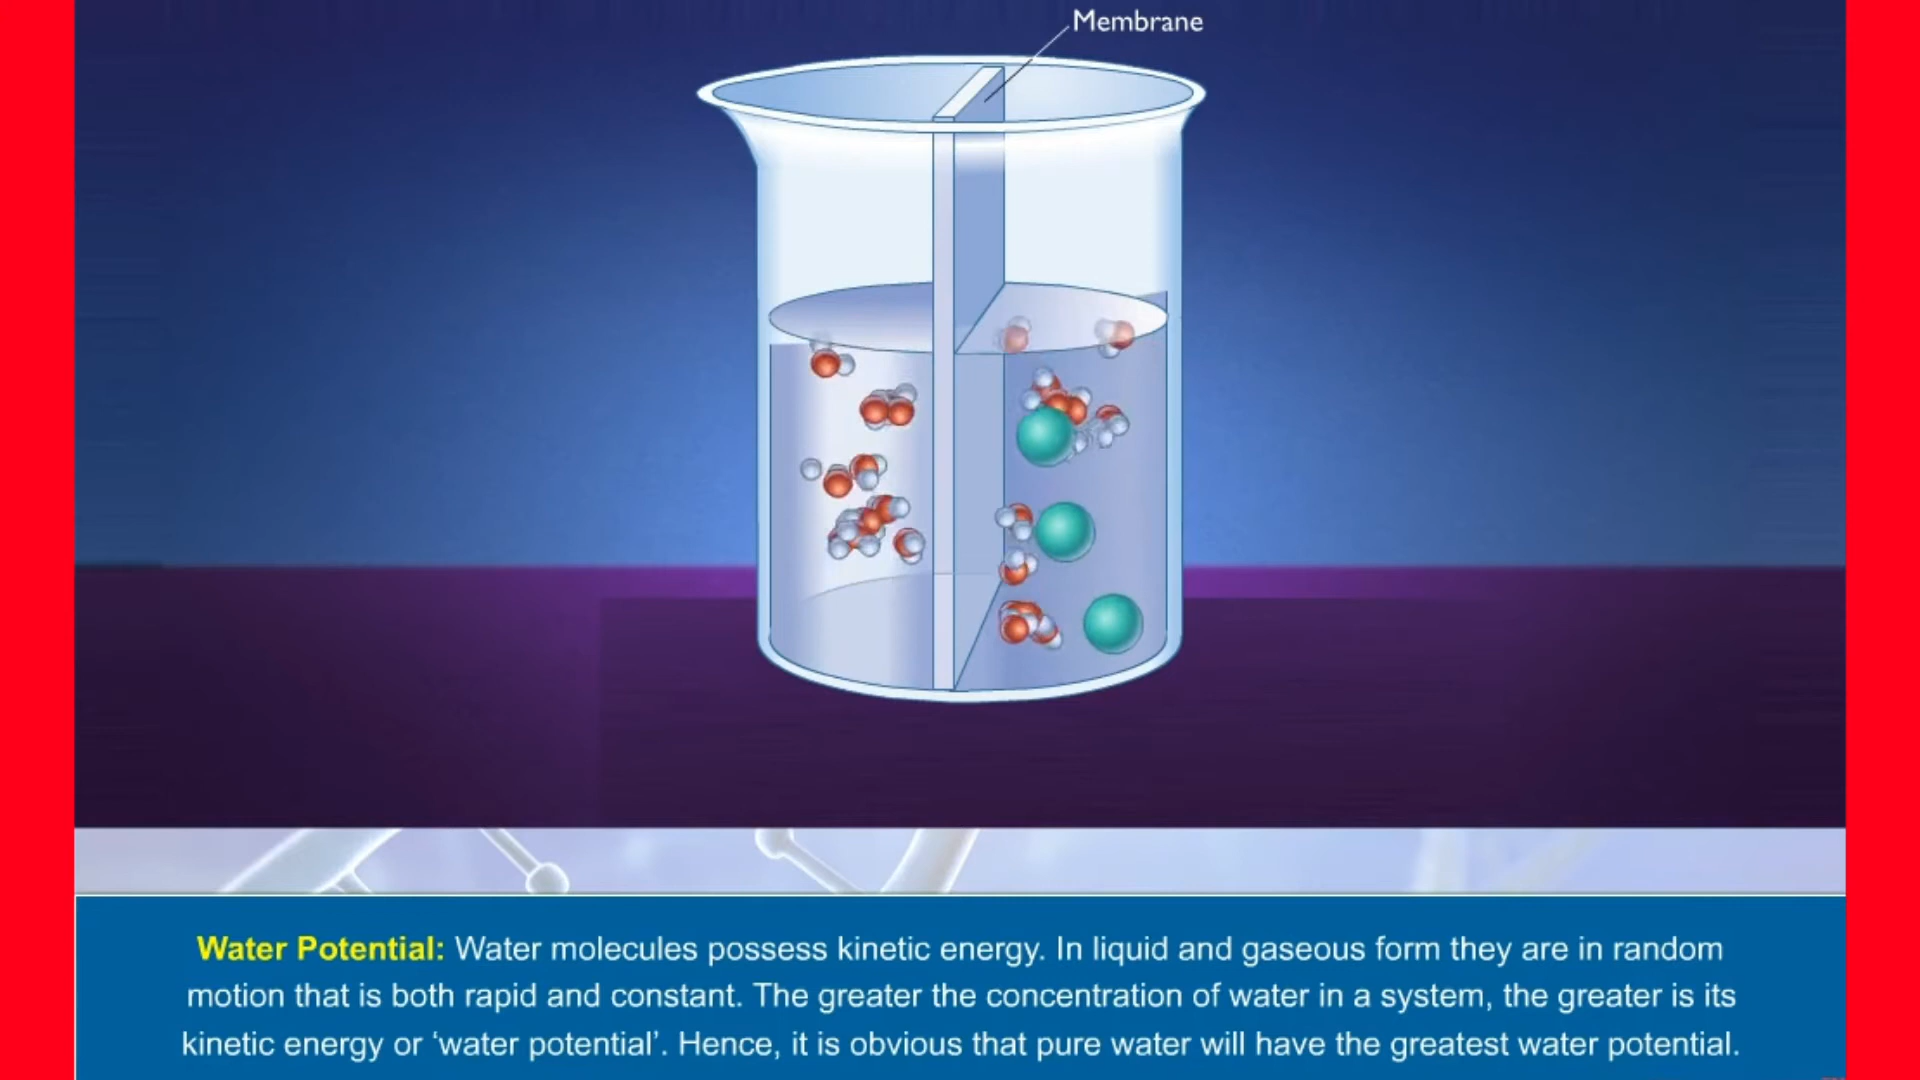 Membrane
Water Potential: Water molecules possess kinetic energy. In liquid and gaseous form they are in random
motion that is both rapid and constant. The greater the concentration of water in a system, the greater is its
kinetic energy or ‘water potential’. Hence, it is obvious that pure water will have the greatest water potential.